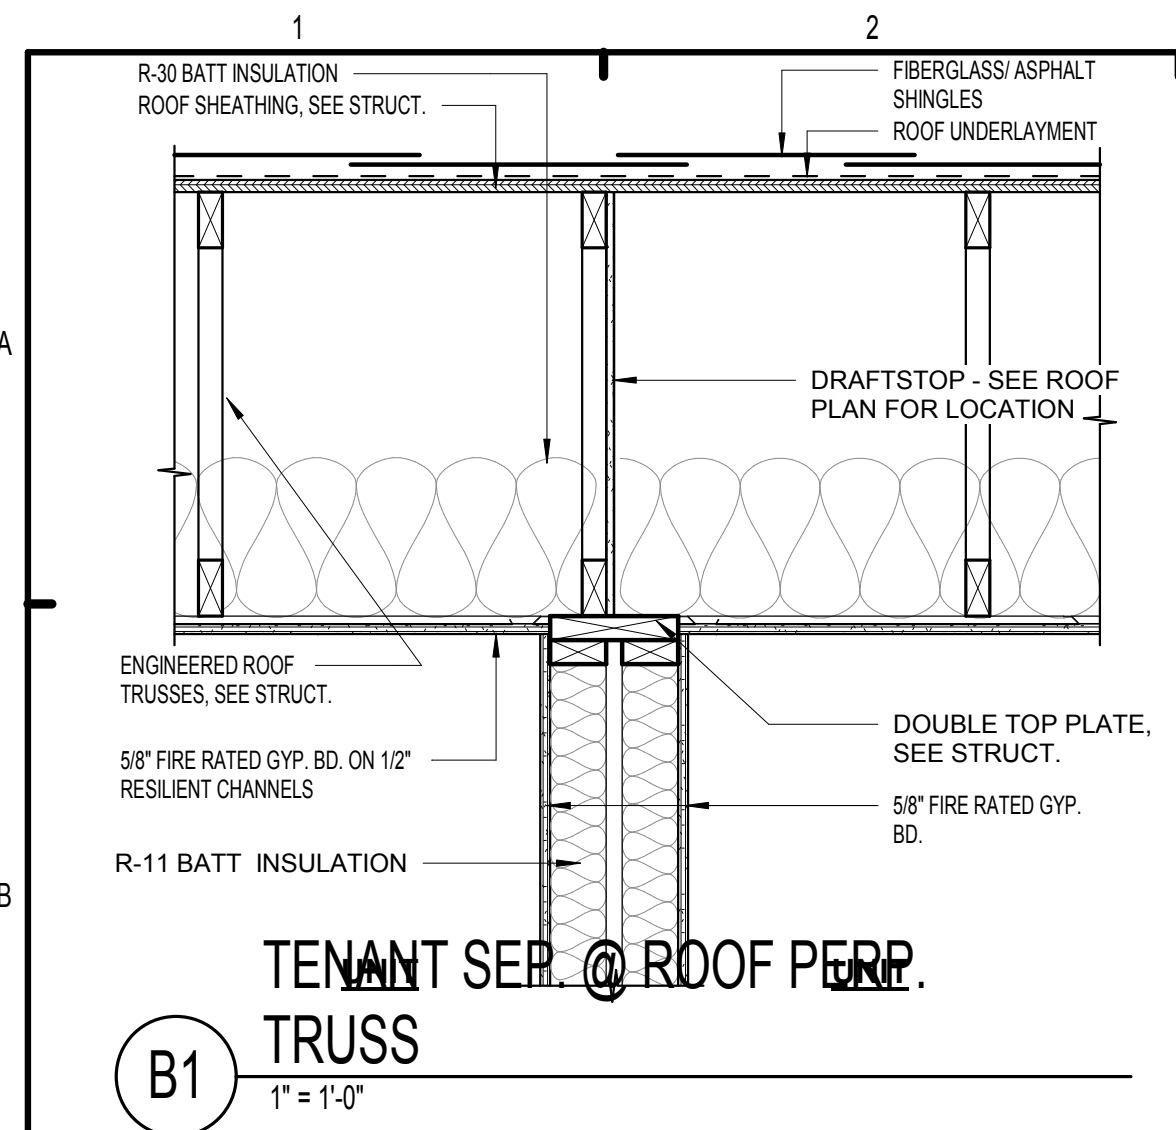 1
2
R-30 BATT INSULATION
ROOF SHEATHING, SEE STRUCT.
FIBERGLASS/ ASPHALT
SHINGLES
ROOF UNDERLAYMENT
A
DRAFTSTOP - SEE ROOF
PLAN FOR LOCATION
ENGINEERED ROOF
TRUSSES, SEE STRUCT.
DOUBLE TOP PLATE,
SEE STRUCT.
5/8" FIRE RATED GYP. BD. ON 1/2"
RESILIENT CHANNELS
5/8" FIRE RATED GYP.
BD.
R-11 BATT  INSULATION
B
UNIT
UNIT
TENANT SEP. @ ROOF PERP.
TRUSS
B1
1" = 1'-0"